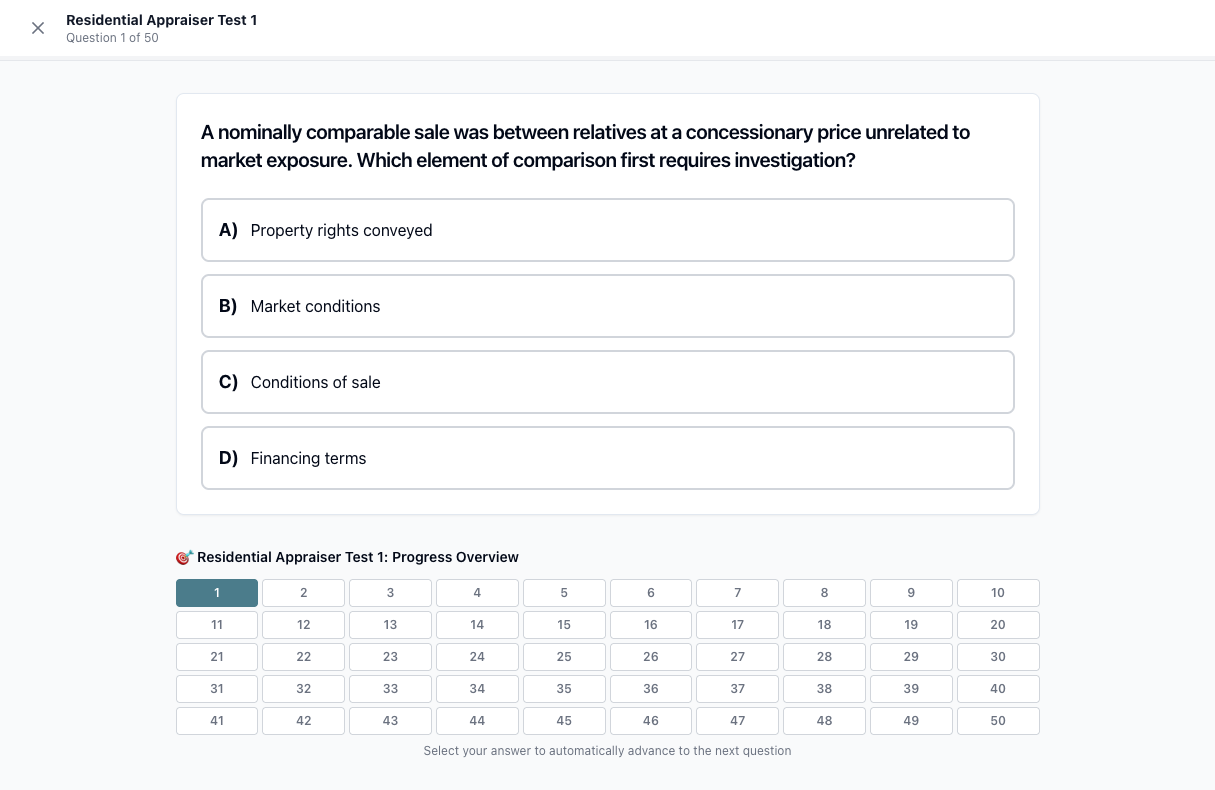 Residential Appraiser Test 1
Question 1 of 50
A nominally comparable sale was between relatives at a concessionary price unrelated to
market exposure. Which element of comparison first requires investigation?
A) Property rights conveyed
B) Market conditions
C) Conditions of sale
D) Financing terms
🎯 Residential Appraiser Test 1: Progress Overview
1 2 3 4 5 6 7 8 9 10
11 12 13 14 15 16 17 18 19 20
21 22 23 24 25 26 27 28 29 30
31 32 33 34 35 36 37 38 39 40
41 42 43 44 45 46 47 48 49 50
Select your answer to automatically advance to the next question